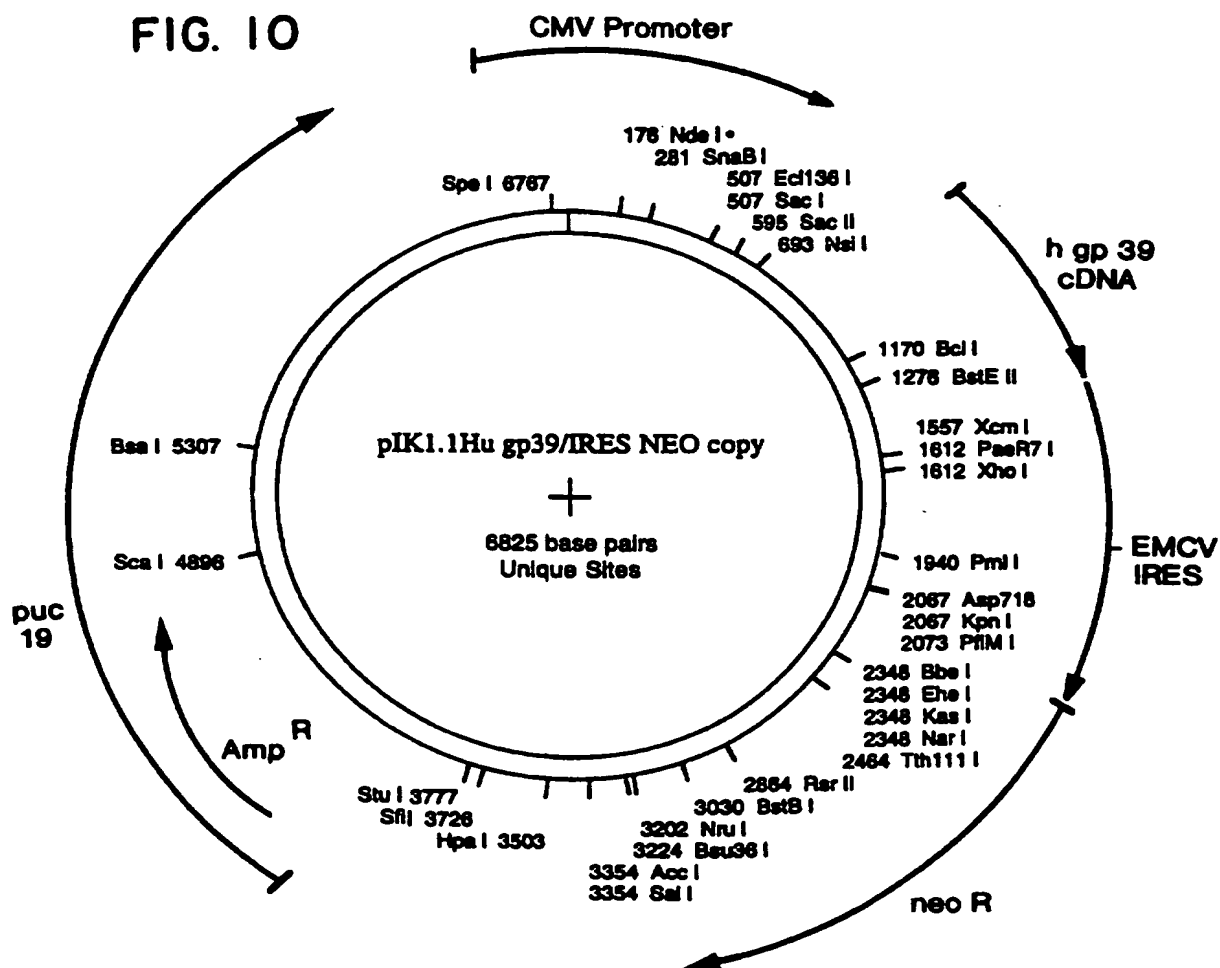 FIG. 10
CMV Promoter
176 Nde I•
281 SnaB I
507 Ecl136 I
507 Sac I
595 Sac II
693 Nsi I
Spe I 6767
h gp 39
cDNA
1170 Bcl I
1276 BstE II
1557 Xcm I
1612 PaeR7 I
1612 Xho I
Bsa I 5307
pIK1.1Hu gp39/IRES NEO copy
6825 base pairs
Unique Sites
EMCV
IRES
1940 Pml I
Sca I 4896
2067 Asp718
2067 Kpn I
2073 PflM I
puc
19
2348 Bbe I
2348 Ehe I
2348 Kas I
2348 Nar I
2464 Tth111 I
Amp R
2864 Rsr II
3030 BstB I
3202 Nru I
3224 Bsu36 I
3354 Acc I
3354 Sal I
Stu I 3777
Sfi I 3726
Hpa I 3503
neo R